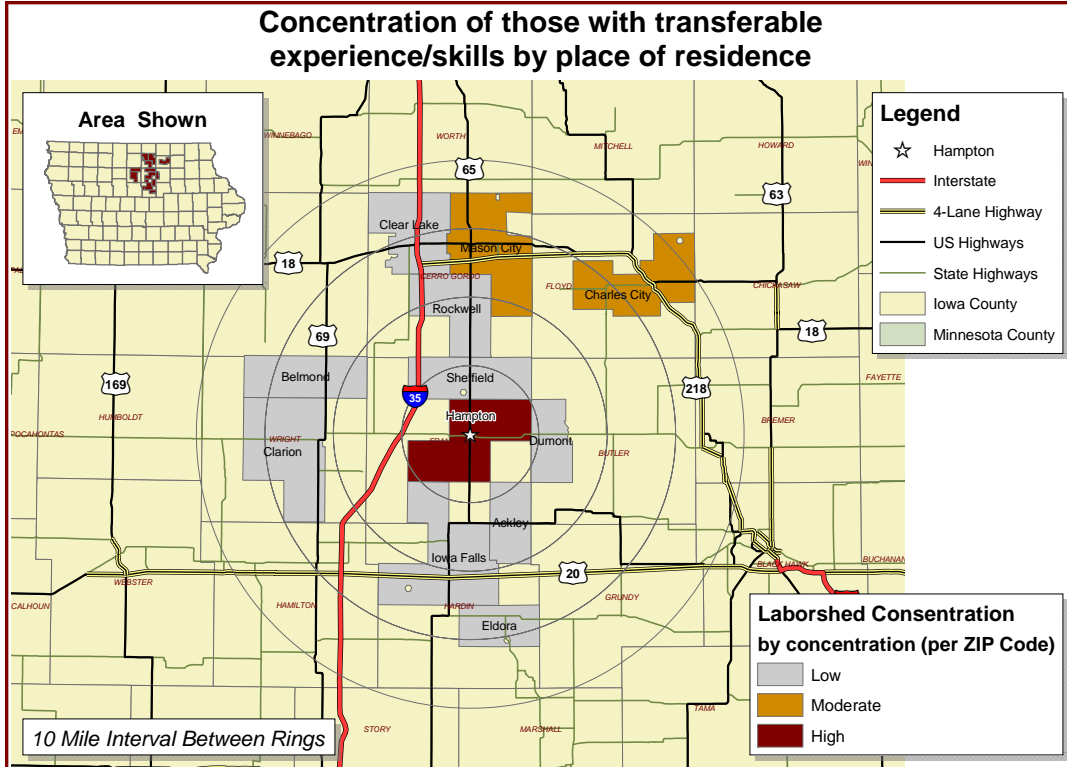 Concentration of those with transferable
experience/skills by place of residence
Area Shown
Legend
Hampton
Interstate
4-Lane Highway
US Highways
State Highways
Iowa County
Minnesota County
WINNEBAGO
WORTH
MITCHELL
HOWARD
65
63
Clear Lake
Mason City
18
CERRO GORDO
FLOYD
Charles City
CHICKASAW
Rockwell
69
18
169
Belmond
Sheffield
218
FAYETTE
35
HUMBOLDT
Hampton
BREMER
POCAHONTAS
WRIGHT
Dumont
BUTLER
Clarion
Ackley
Iowa Falls
20
BLACK HAWK
BUCHANAN
WEBSTER
CALHOUN
HAMILTON
HARDIN
GRUNDY
Eldora
Laborshed Consentration
by concentration (per ZIP Code)
Low
Moderate
High
TAMA
STORY
MARSHALL
10 Mile Interval Between Rings